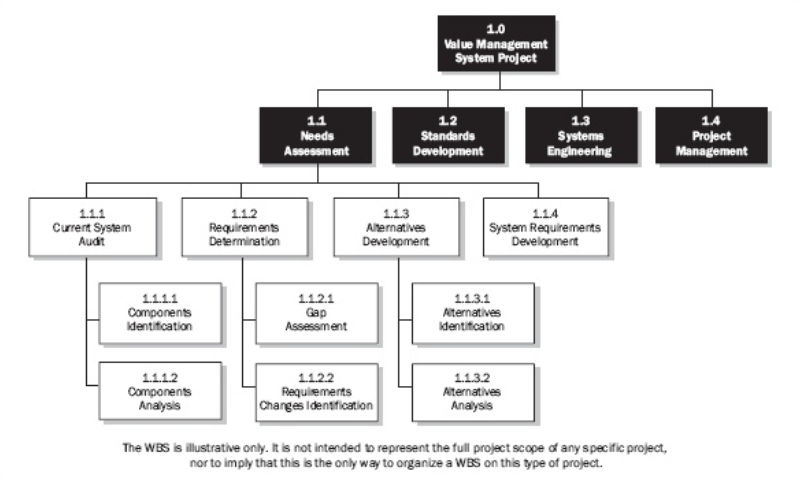 1.0
Value Management
System Project
1.1
Needs
Assessment
1.2
Standards
Development
1.3
Systems
Engineering
1.4
Project
Management
1.1.1
Current System
Audit
1.1.2
Requirements
Determination
1.1.3
Alternatives
Development
1.1.4
System Requirements
Development
1.1.1.1
Components
Identification
1.1.2.1
Gap
Assessment
1.1.3.1
Alternatives
Identification
1.1.1.2
Components
Analysis
1.1.2.2
Requirements
Changes Identification
1.1.3.2
Alternatives
Analysis
The WBS is illustrative only. It is not intended to represent the full project scope of any specific project,
nor to imply that this is the only way to organize a WBS on this type of project.